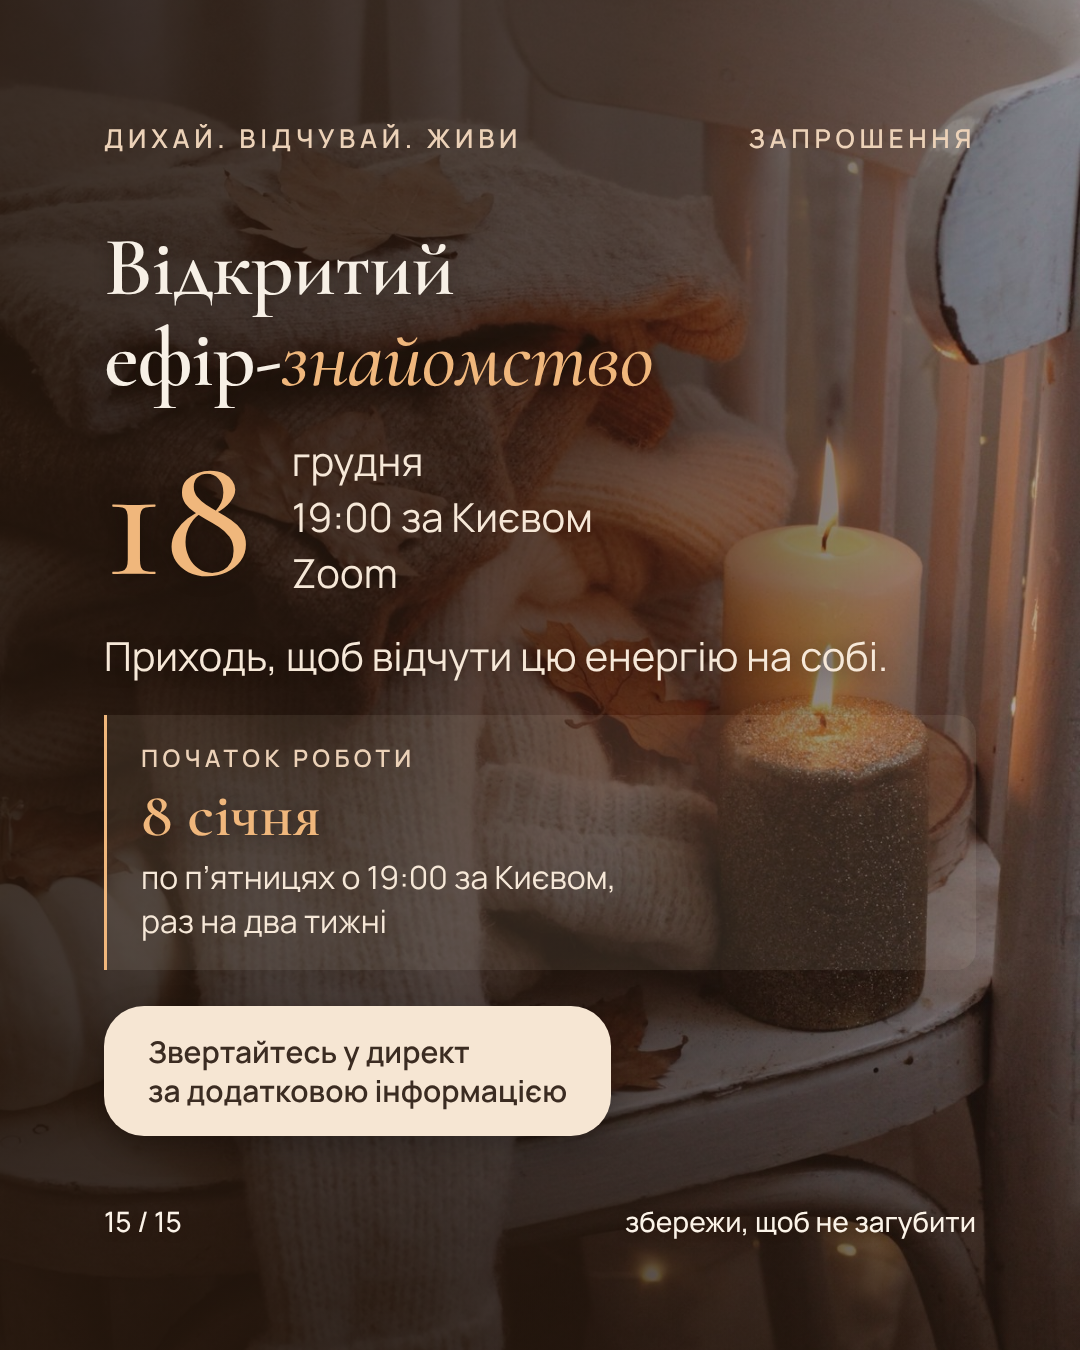 ДИХАЙ. ВІДЧУВАЙ. ЖИВИ
ЗАПРОШЕННЯ
Відкритий
ефір-знайомство
18
грудня
19:00 за Києвом
Zoom
Приходь, щоб відчути цю енергію на собі.
ПОЧАТОК РОБОТИ
8 січня
по п’ятницях о 19:00 за Києвом,
раз на два тижні
Звертайтесь у директ
за додатковою інформацією
15 / 15
збережи, щоб не загубити